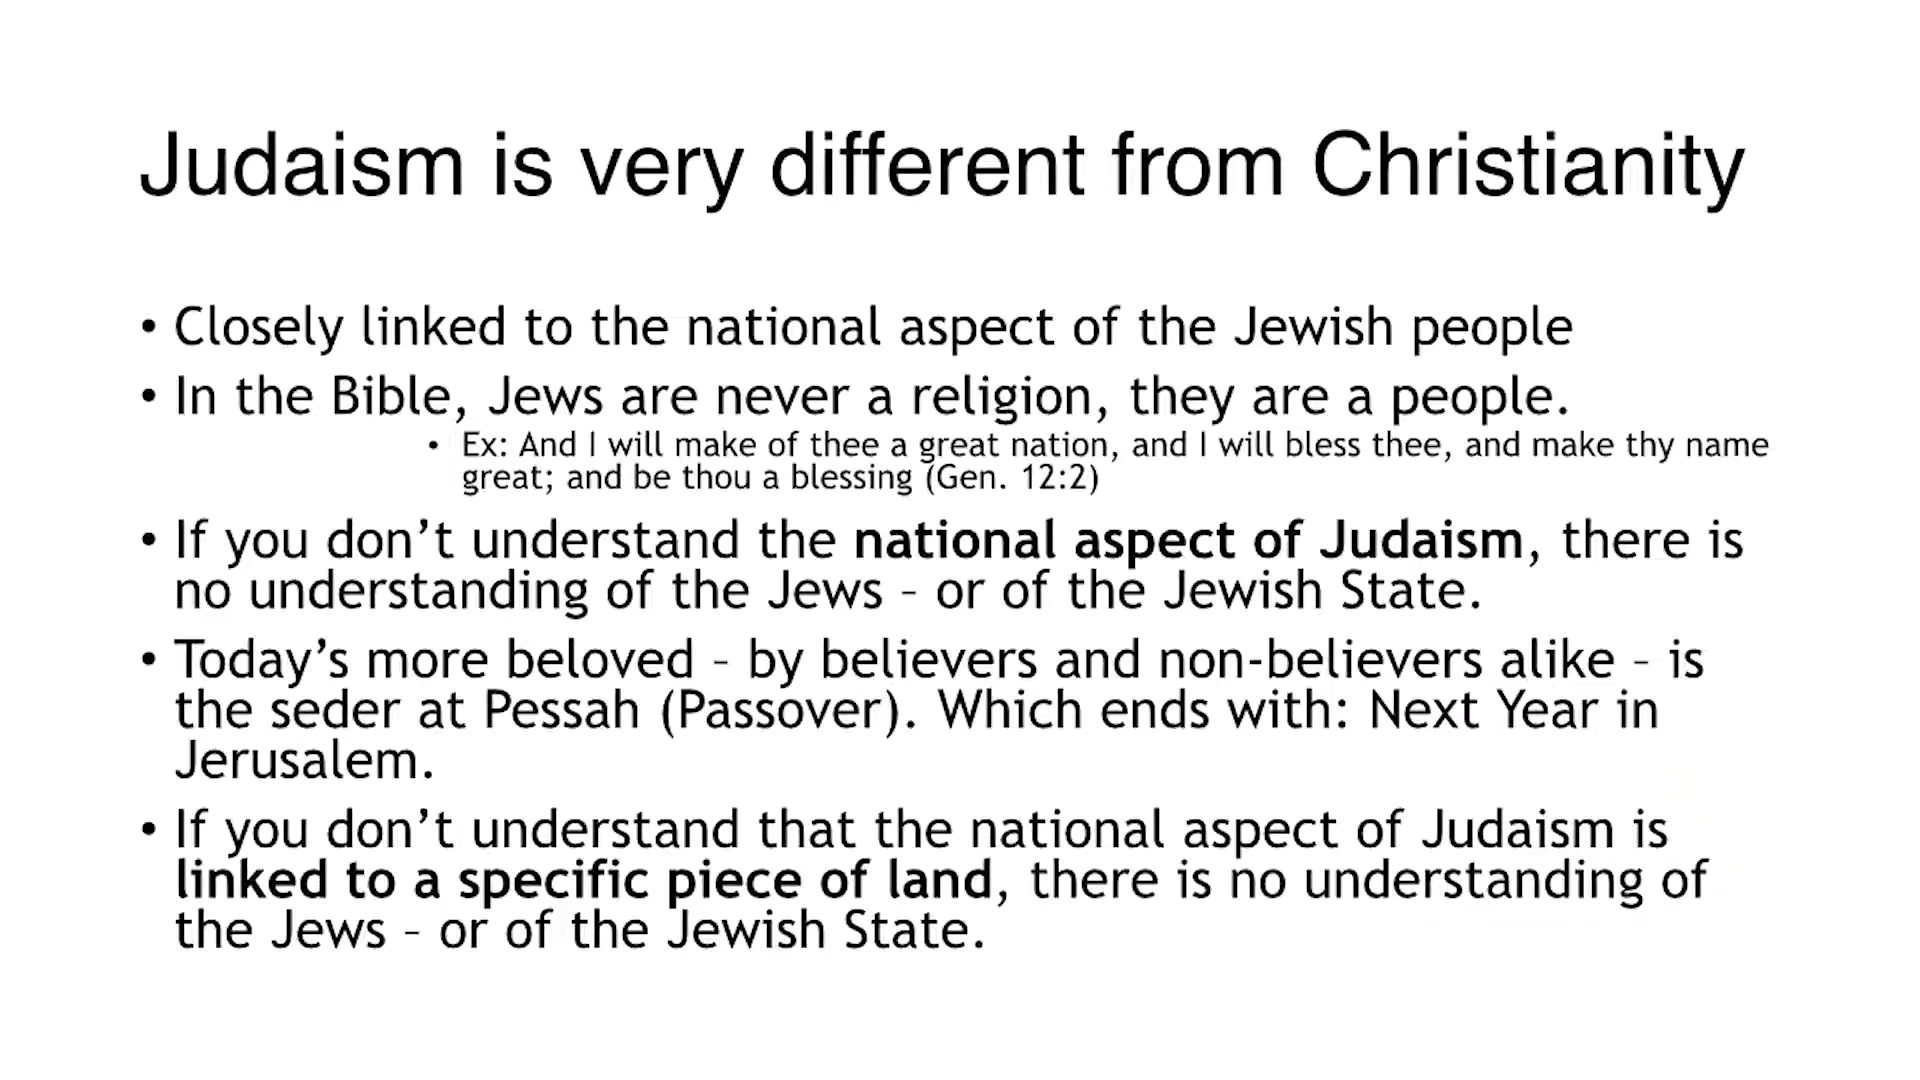 Judaism is very different from Christianity
• Closely linked to the national aspect of the Jewish people
• In the Bible, Jews are never a religion, they are a people.
• Ex: And I will make of thee a great nation, and I will bless thee, and make thy name
great; and be thou a blessing (Gen. 12:2)
• If you don’t understand the national aspect of Judaism, there is
no understanding of the Jews – or of the Jewish State.
• Today’s more beloved – by believers and non-believers alike – is
the seder at Pessah (Passover). Which ends with: Next Year in
Jerusalem.
• If you don’t understand that the national aspect of Judaism is
linked to a specific piece of land, there is no understanding of
the Jews – or of the Jewish State.